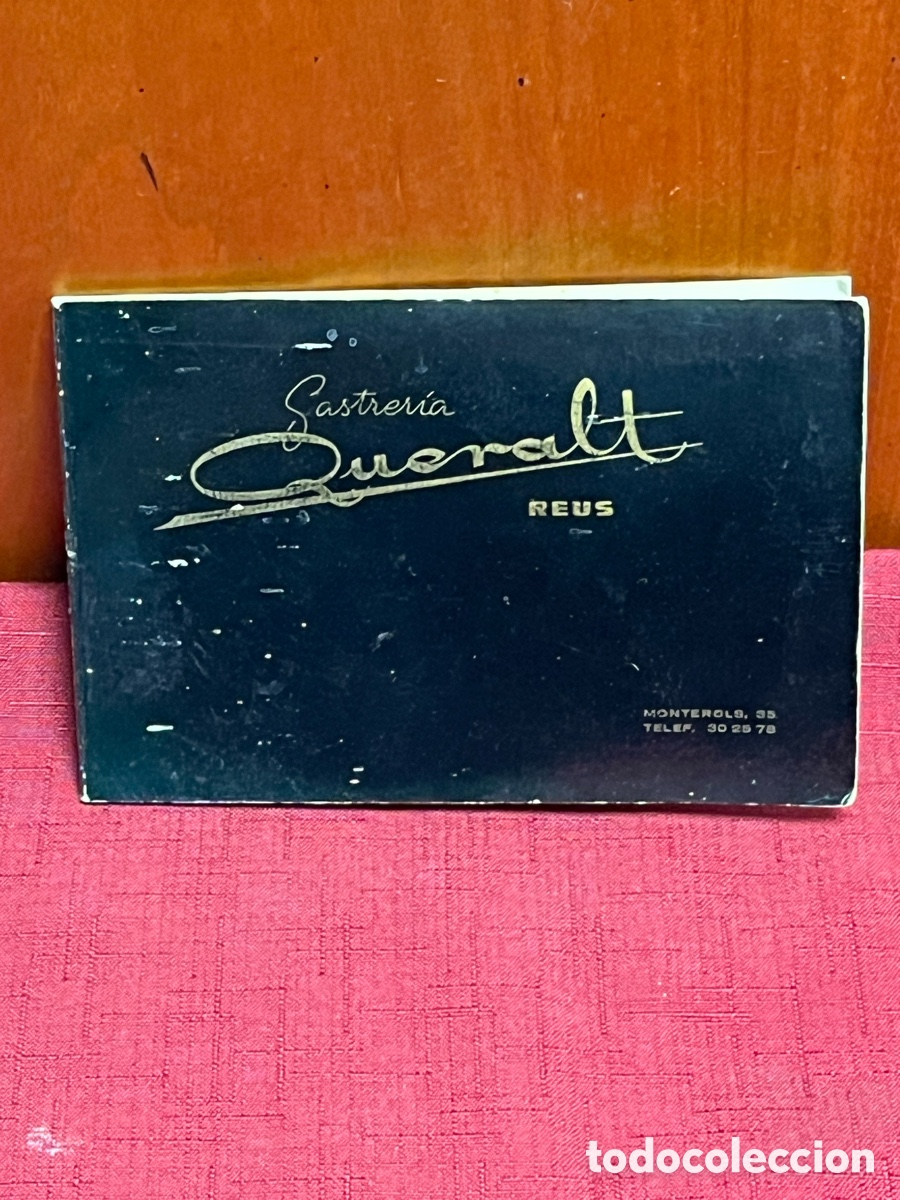 Sastrería
Queralt
REUS
MONTEROLS, 35
TELEF. 30 25 78
todocoleccion